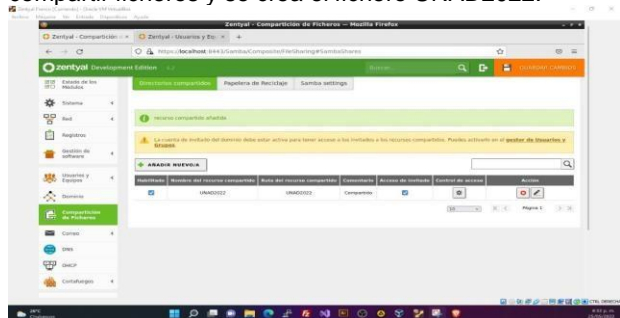 compartir ficheros y se crea el fichero UNAD2022.
Zentyal - Compartición de Ficheros — Mozilla Firefox
Zentyal - Compartición
Zentyal - Usuarios y Eq
https://localhost:8443/Samba/Composite/FileSharing#SambaShares
zentyal Development Edition
Buscar...
GUARDAR CAMBIOS
Estado de los Módulos
Sistema
Red
Registros
Gestión de software
Usuarios y Equipos
Dominio
Compartición de Ficheros
Correo
DNS
DHCP
Cortafuegos
Directorios compartidos
Papelera de Reciclaje
Samba settings
recurso compartido añadido
La cuenta de invitado del dominio debe estar activa para tener acceso a los invitados a los recursos compartidos. Puedes activarlo en el gestor de Usuarios y Grupos.
AÑADIR NUEVO/A
Habilitado
Nombre del recurso compartido
Ruta del recurso compartido
Comentario
Acceso de invitado
Control de acceso
Acción
UNAD2022
UNAD2022
Compartido
10
Página 1